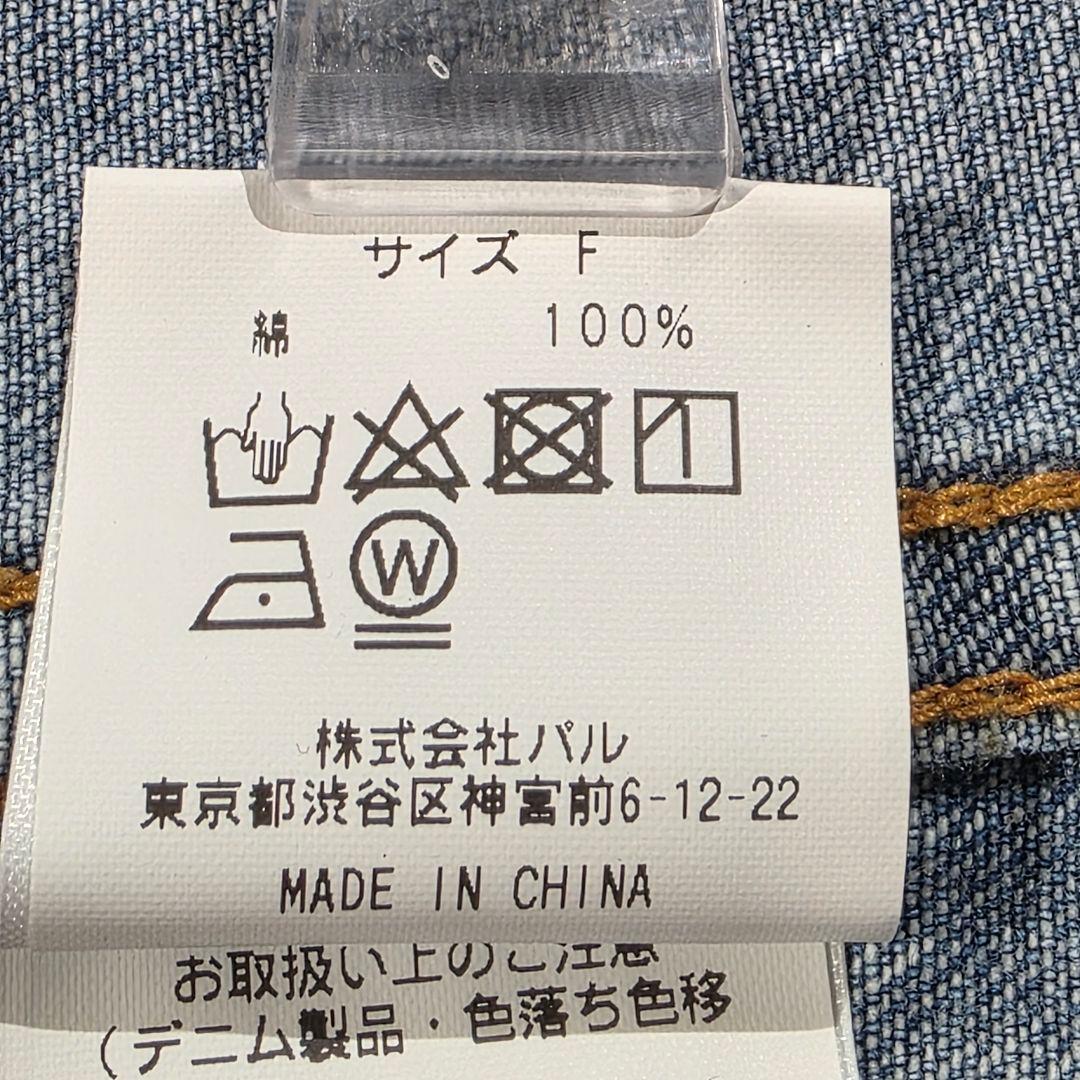 サイズ F
綿 100%
W
株式会社パル
東京都渋谷区神宮前6-12-22
MADE IN CHINA
お取扱い上のご注意
(デニム製品・色落ち色移